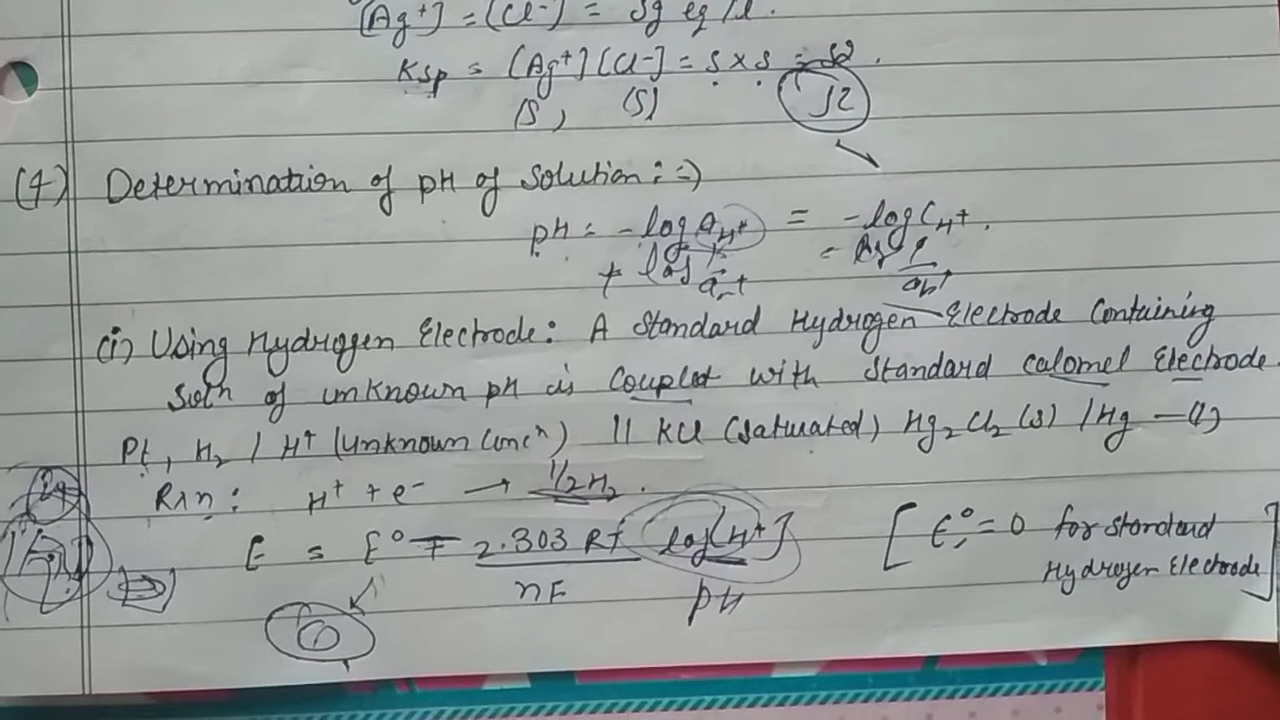 [Ag+] = [Cl-] = Sg eq/l.
Ksp = [Ag+] [Cl-] = S x S = S2.
(S) (S) S2
(4) Determination of pH of Solution: =)
pH = -log aH+ = -log CH+.
+ log
(i) Using Hydrogen Electrode: A Standard Hydrogen Electrode Containing
Soln of unknown pH is Couplet with Standard calomel Electrode.
Pt, H2 / H+ (unknown Concn) || KCl (saturated) Hg2Cl2 (s) / Hg — (l)
Rxn: H+ + e- → 1/2 H2.
E = E° + 2.303 RT log [H+] [E°, = 0 for standard
nF pH Hydrogen Electrode]
0